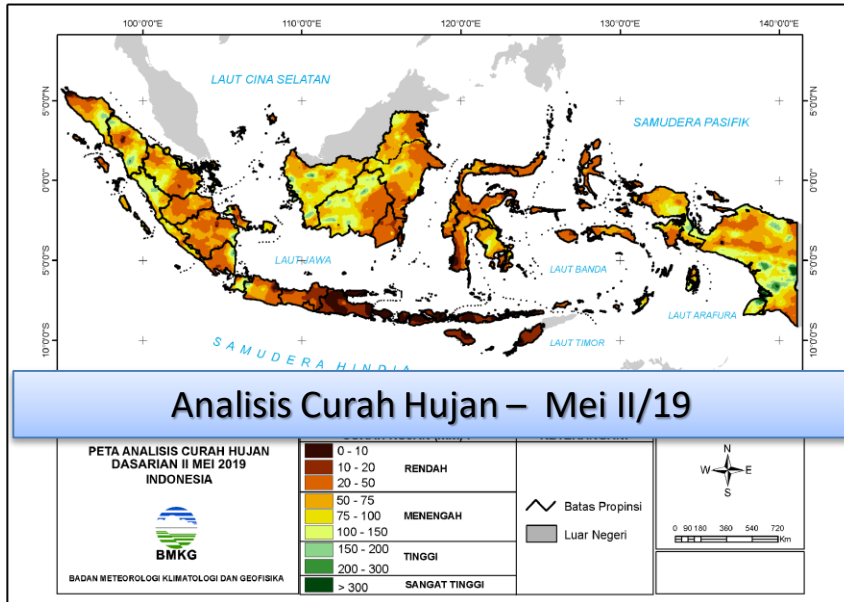 100°0'0"E 110°0'0"E 120°0'0"E 130°0'0"E 140°0'0"E
LAUT CINA SELATAN
SAMUDERA PASIFIK
5°0'0"N 5°0'0"N
0°0'0" 0°0'0"
LAUT JAWA
LAUT BANDA
5°0'0"S 5°0'0"S
LAUT ARAFURA
LAUT TIMOR
10°0'0"S 10°0'0"S
SAMUDERA HINDIA
Analisis Curah Hujan – Mei II/19
PETA ANALISIS CURAH HUJAN
DASARIAN II MEI 2019
INDONESIA
BMKG
BADAN METEOROLOGI KLIMATOLOGI DAN GEOFISIKA
0 - 10
10 - 20
20 - 50
RENDAH
50 - 75
75 - 100
100 - 150
MENENGAH
150 - 200
200 - 300
TINGGI
> 300
SANGAT TINGGI
Batas Propinsi
Luar Negeri
N
W E
S
0 90 180 360 540 720
Km